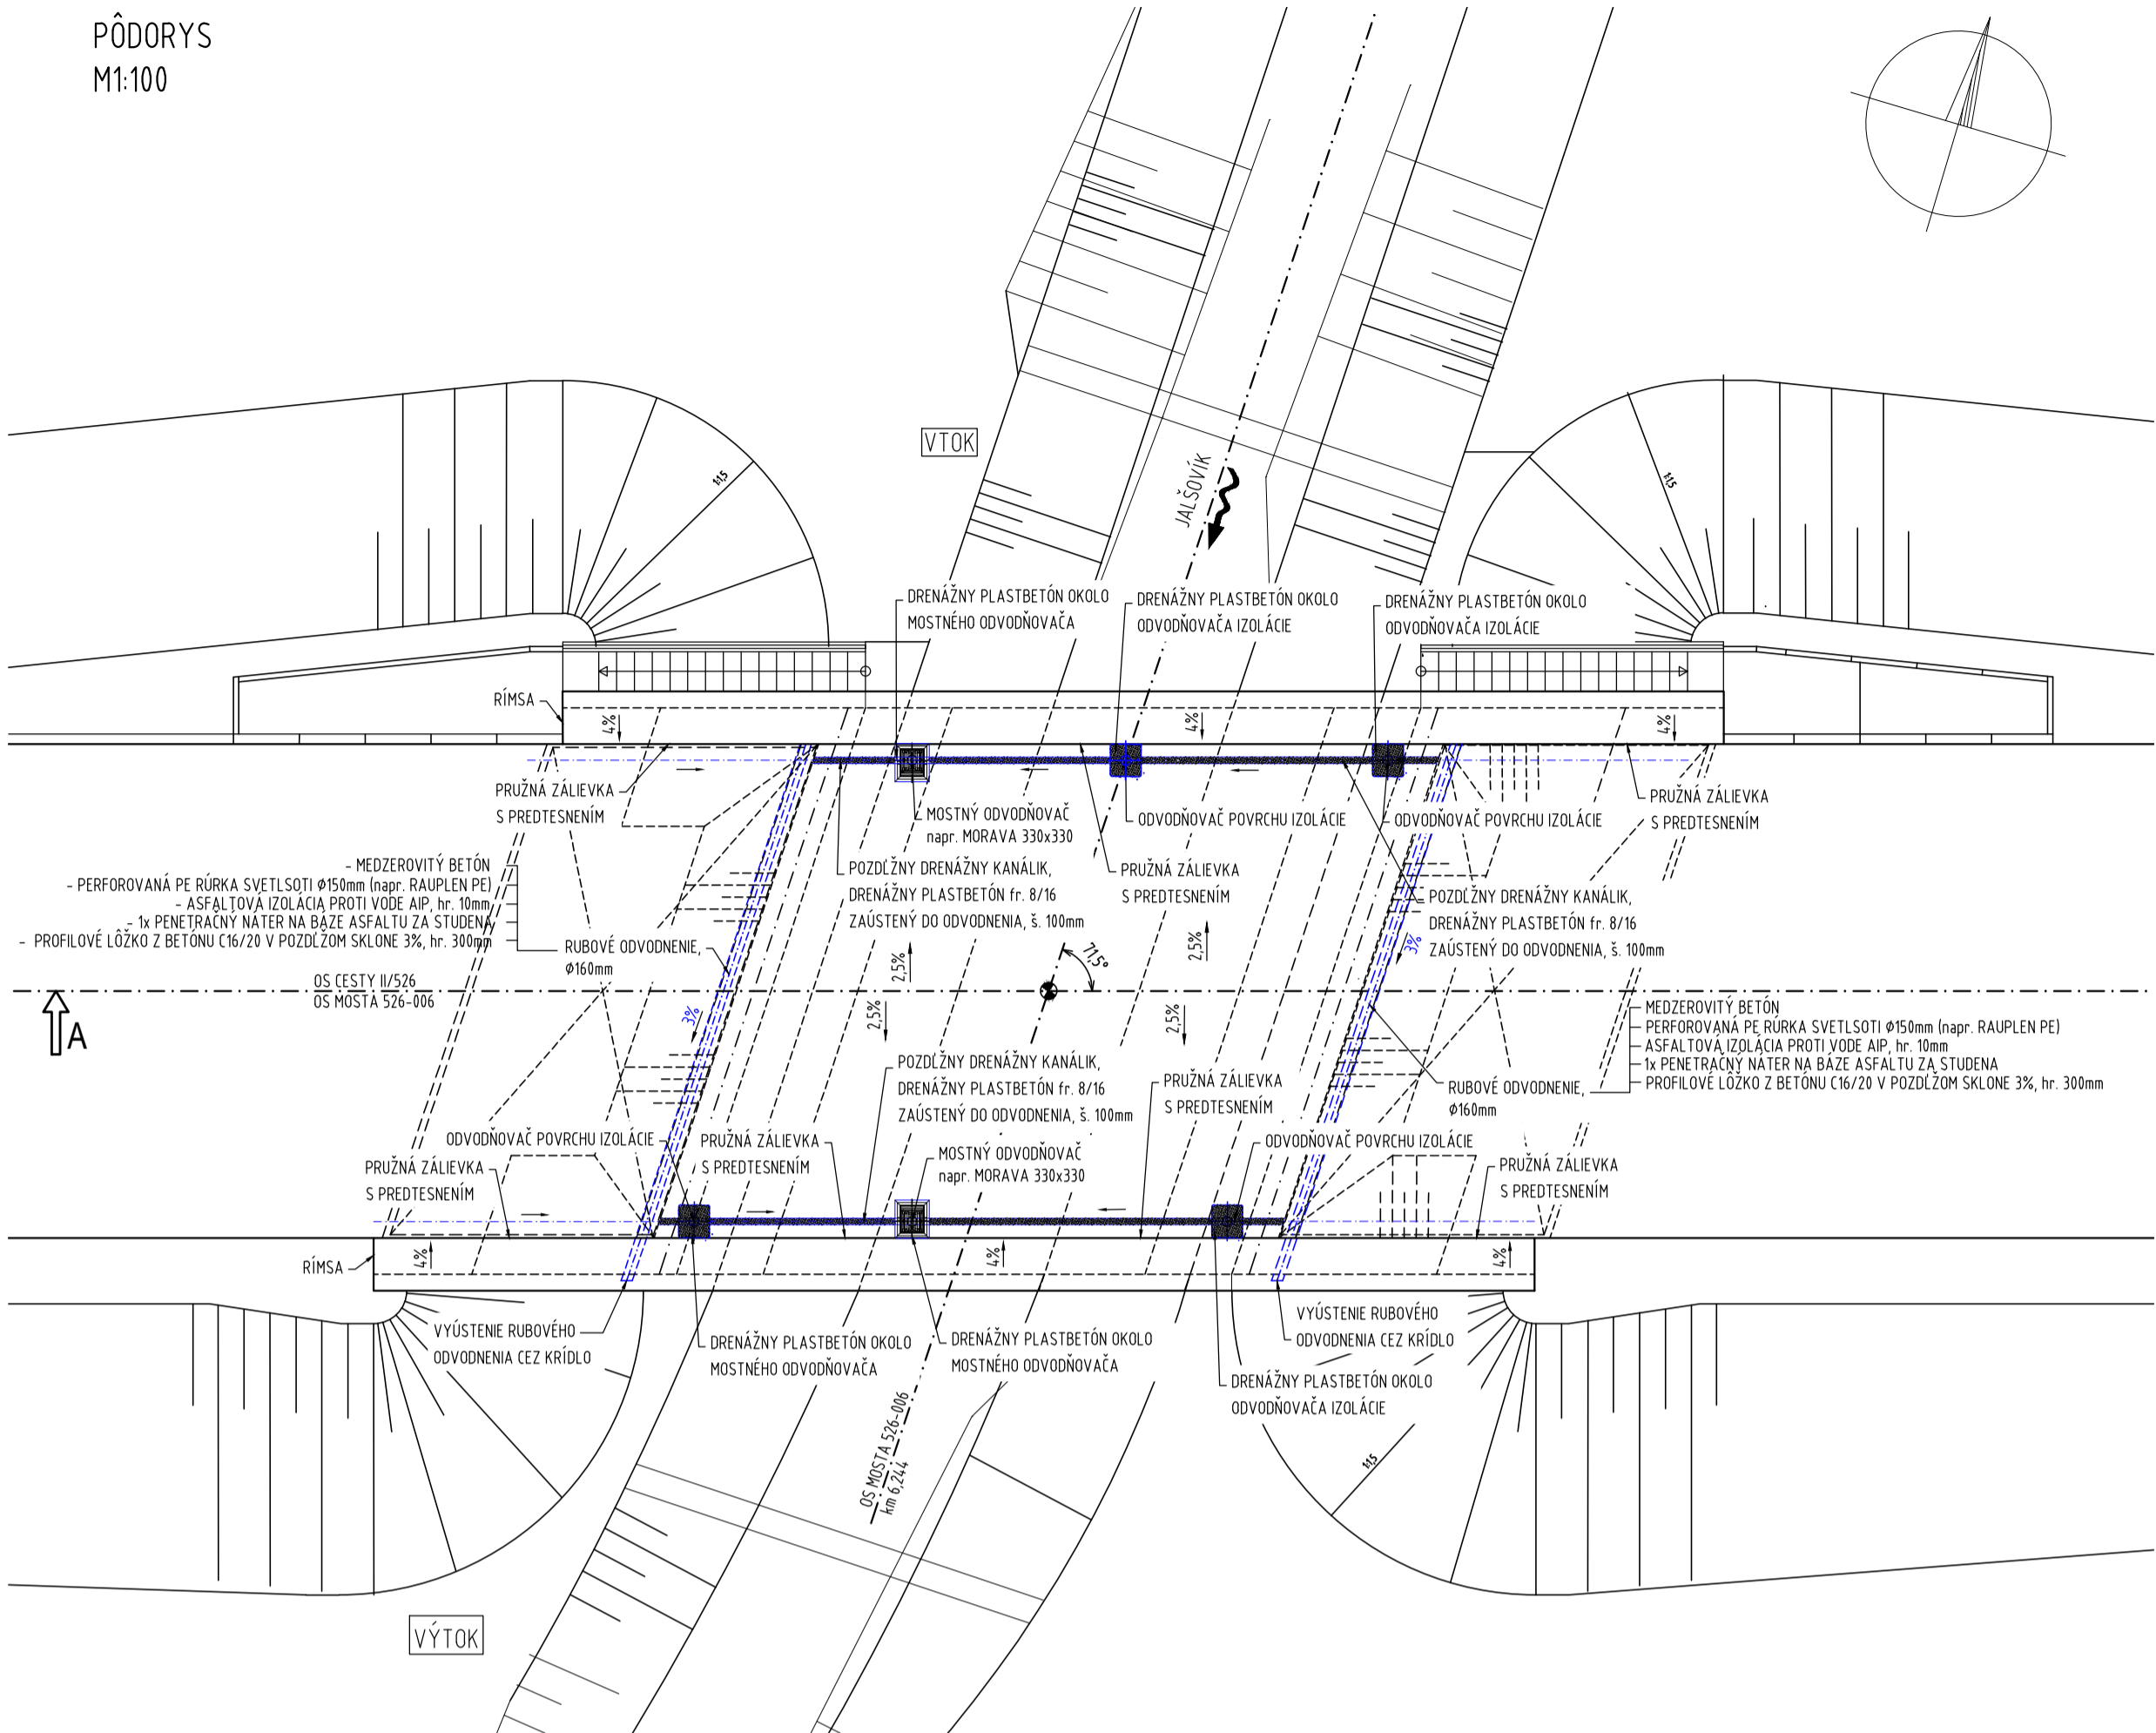 PÔDORYS
M1:100
VTOK
JALŠOVÍK
1:1,5
1:1,5
DRENÁŽNY PLASTBETÓN OKOLO
MOSTNÉHO ODVODŇOVAČA
DRENÁŽNY PLASTBETÓN OKOLO
ODVODŇOVAČA IZOLÁCIE
DRENÁŽNY PLASTBETÓN OKOLO
ODVODŇOVAČA IZOLÁCIE
RÍMSA
4%
4%
4%
PRUŽNÁ ZÁLIEVKA
S PREDTESNENÍM
MOSTNÝ ODVODŇOVAČ
napr. MORAVA 330x330
ODVODŇOVAČ POVRCHU IZOLÁCIE
ODVODŇOVAČ POVRCHU IZOLÁCIE
PRUŽNÁ ZÁLIEVKA
S PREDTESNENÍM
- MEDZEROVITÝ BETÓN
- PERFOROVANÁ PE RÚRKA SVETLSOTI Ø150mm (napr. RAUPLEN PE)
- ASFALTOVÁ IZOLÁCIA PROTI VODE AIP, hr. 10mm
- 1x PENETRAČNÝ NÁTER NA BÁZE ASFALTU ZA STUDENA
- PROFILOVÉ LÔŽKO Z BETÓNU C16/20 V POZDĹŽOM SKLONE 3%, hr. 300mm
POZDĹŽNY DRENÁŽNY KANÁLIK,
DRENÁŽNY PLASTBETÓN fr. 8/16
ZAÚSTENÝ DO ODVODNENIA, š. 100mm
PRUŽNÁ ZÁLIEVKA
S PREDTESNENÍM
POZDĹŽNY DRENÁŽNY KANÁLIK,
DRENÁŽNY PLASTBETÓN fr. 8/16
ZAÚSTENÝ DO ODVODNENIA, š. 100mm
RUBOVÉ ODVODNENIE,
Ø160mm
2,5%
2,5%
71,5°
3%
OS CESTY II/526
OS MOSTA 526-006
A
3%
2,5%
2,5%
MEDZEROVITÝ BETÓN
PERFOROVANÁ PE RÚRKA SVETLSOTI Ø150mm (napr. RAUPLEN PE)
ASFALTOVÁ IZOLÁCIA PROTI VODE AIP, hr. 10mm
1x PENETRAČNÝ NÁTER NA BÁZE ASFALTU ZA STUDENA
PROFILOVÉ LÔŽKO Z BETÓNU C16/20 V POZDĹŽOM SKLONE 3%, hr. 300mm
POZDĹŽNY DRENÁŽNY KANÁLIK,
DRENÁŽNY PLASTBETÓN fr. 8/16
ZAÚSTENÝ DO ODVODNENIA, š. 100mm
PRUŽNÁ ZÁLIEVKA
S PREDTESNENÍM
RUBOVÉ ODVODNENIE,
Ø160mm
ODVODŇOVAČ POVRCHU IZOLÁCIE
PRUŽNÁ ZÁLIEVKA
S PREDTESNENÍM
MOSTNÝ ODVODŇOVAČ
napr. MORAVA 330x330
ODVODŇOVAČ POVRCHU IZOLÁCIE
PRUŽNÁ ZÁLIEVKA
S PREDTESNENÍM
PRUŽNÁ ZÁLIEVKA
S PREDTESNENÍM
RÍMSA
4%
4%
4%
VYÚSTENIE RUBOVÉHO
ODVODNENIA CEZ KRÍDLO
DRENÁŽNY PLASTBETÓN OKOLO
MOSTNÉHO ODVODŇOVAČA
DRENÁŽNY PLASTBETÓN OKOLO
MOSTNÉHO ODVODŇOVAČA
VYÚSTENIE RUBOVÉHO
ODVODNENIA CEZ KRÍDLO
DRENÁŽNY PLASTBETÓN OKOLO
ODVODŇOVAČA IZOLÁCIE
OS MOSTA 526-006
km 6,244
1:1,5
VÝTOK